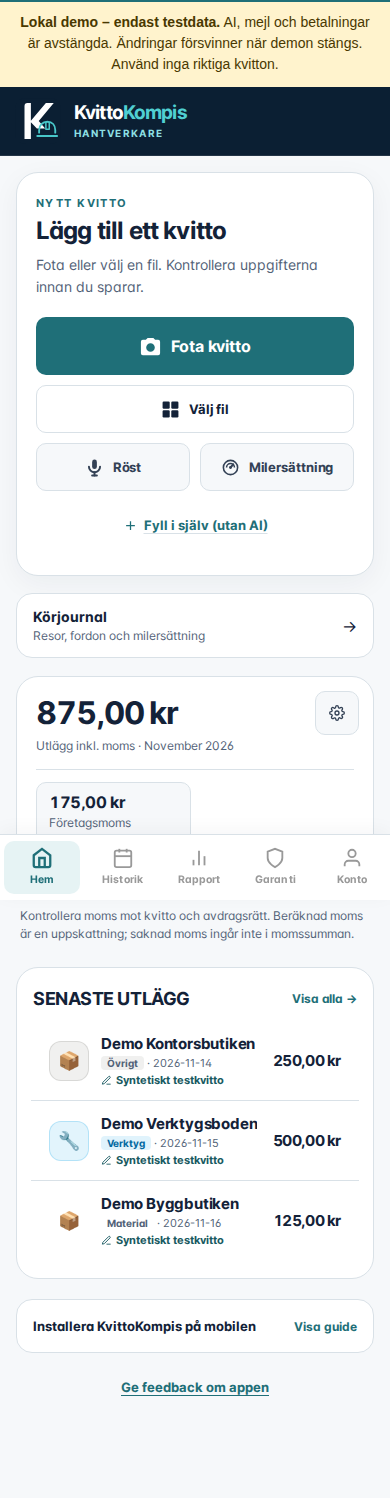 Lokal demo – endast testdata. AI, mejl och betalningar
är avstängda. Ändringar försvinner när demon stängs.
Använd inga riktiga kvitton.
KvittoKompis
HANTVERKARE
NYTT KVITTO
Lägg till ett kvitto
Fota eller välj en fil. Kontrollera uppgifterna
innan du sparar.
Fota kvitto
Välj fil
Röst
Milersättning
+ Fyll i själv (utan AI)
Körjournal
Resor, fordon och milersättning
→
875,00 kr
Utlägg inkl. moms · November 2026
175,00 kr
Företagsmoms
Hem
Historik
Rapport
Garanti
Konto
Kontrollera moms mot kvitto och avdragsrätt. Beräknad moms
är en uppskattning; saknad moms ingår inte i momssumman.
SENASTE UTLÄGG
Visa alla →
Demo Kontorsbutiken
Övrigt · 2026-11-14
Syntetiskt testkvitto
250,00 kr
Demo Verktygsboden
Verktyg · 2026-11-15
Syntetiskt testkvitto
500,00 kr
Demo Byggbutiken
Material · 2026-11-16
Syntetiskt testkvitto
125,00 kr
Installera KvittoKompis på mobilen
Visa guide
Ge feedback om appen